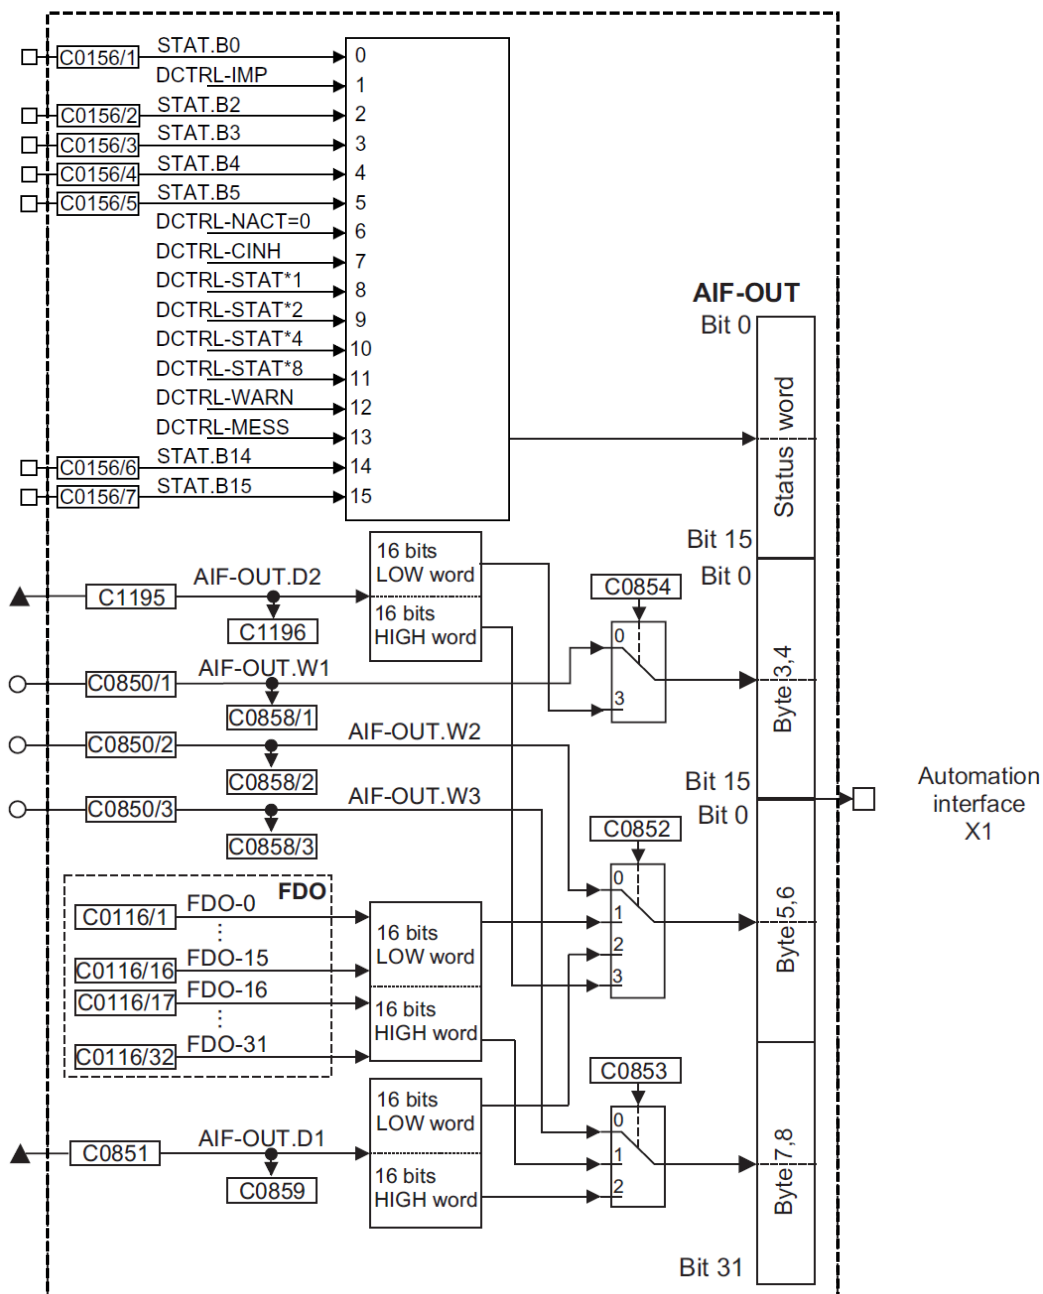 C0156/1 STAT.B0 0
DCTRL-IMP 1
C0156/2 STAT.B2 2
C0156/3 STAT.B3 3
C0156/4 STAT.B4 4
C0156/5 STAT.B5 5
DCTRL-NACT=0 6
DCTRL-CINH 7
DCTRL-STAT*1 8
DCTRL-STAT*2 9
DCTRL-STAT*4 10
DCTRL-STAT*8 11
DCTRL-WARN 12
DCTRL-MESS 13
C0156/6 STAT.B14 14
C0156/7 STAT.B15 15
AIF-OUT
Bit 0
Status word
Bit 15
Bit 0
Byte 3,4
Bit 15
Bit 0
Byte 5,6
Byte 7,8
Bit 31
C1195 AIF-OUT.D2
C1196
16 bits
LOW word
16 bits
HIGH word
C0854
0
3
C0850/1 AIF-OUT.W1
C0858/1
C0850/2 AIF-OUT.W2
C0858/2
C0850/3 AIF-OUT.W3
C0858/3
C0852
0
1
2
3
FDO
C0116/1 FDO-0
⋮
C0116/16 FDO-15
C0116/17 FDO-16
⋮
C0116/32 FDO-31
16 bits
LOW word
16 bits
HIGH word
C0853
0
1
2
C0851 AIF-OUT.D1
C0859
16 bits
LOW word
16 bits
HIGH word
Automation
interface
X1